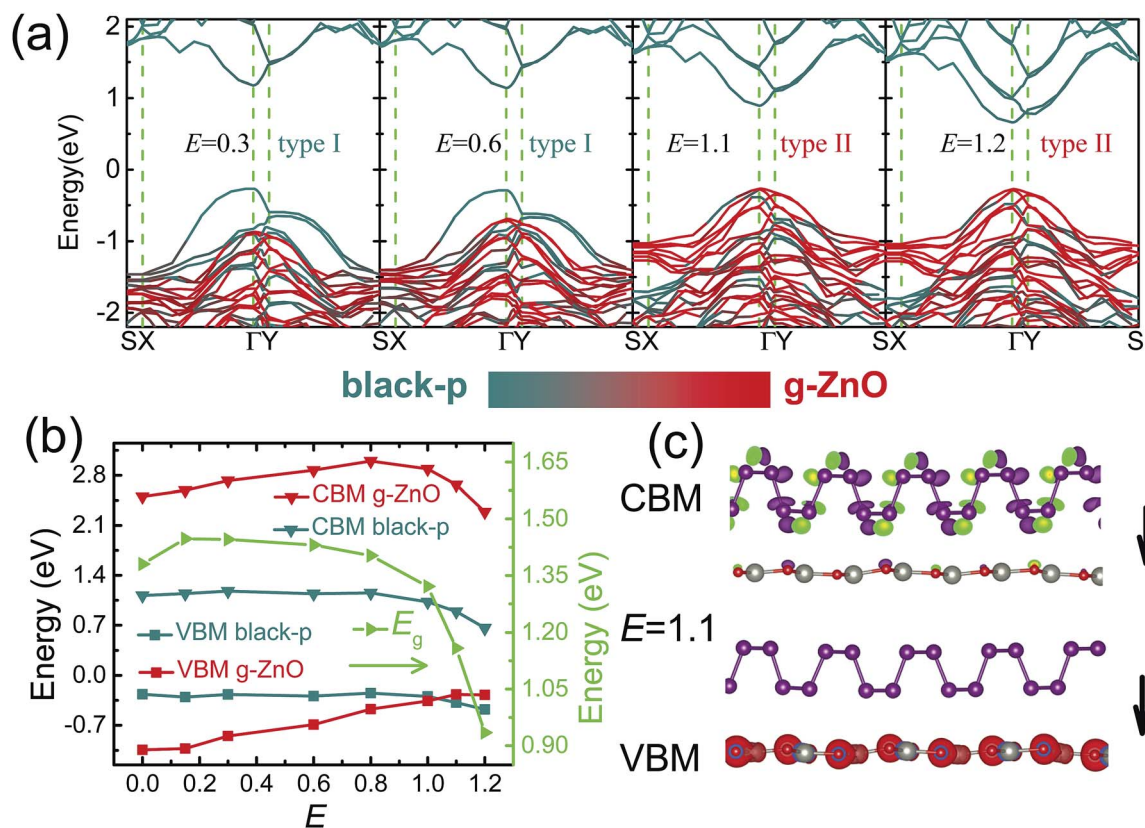 (a)
2
1
0
-1
-2
Energy(eV)
E=0.3 type I
E=0.6 type I
E=1.1 type II
E=1.2 type II
SX ΓY SX ΓY SX ΓY SX ΓY S
black-p g-ZnO
(b)
2.8
2.1
1.4
0.7
0.0
-0.7
Energy (eV)
CBM g-ZnO
CBM black-p
VBM black-p
Eg
VBM g-ZnO
1.65
1.50
1.35
1.20
1.05
0.90
Energy (eV)
0.0 0.2 0.4 0.6 0.8 1.0 1.2
E
(c)
CBM
E=1.1
VBM